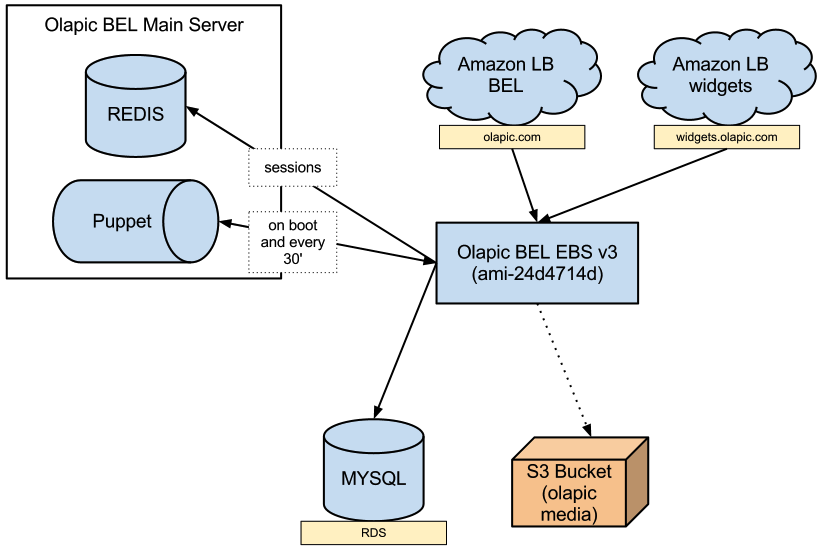 Olapic BEL Main Server
REDIS
Puppet
sessions
on boot
and every
30'
Amazon LB
BEL
olapic.com
Amazon LB
widgets
widgets.olapic.com
Olapic BEL EBS v3
(ami-24d4714d)
MYSQL
RDS
S3 Bucket
(olapic
media)